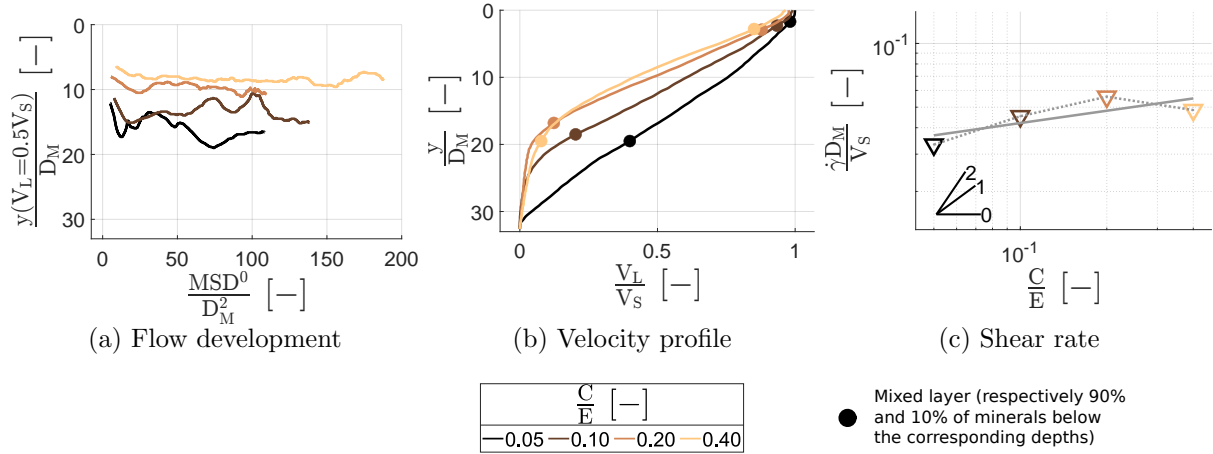 0
10
20
30
y(V_L=0.5V_S)
D_M
[−]
0
50
100
150
200
MSD^0
D_M^2
[−]
(a) Flow development
0
10
20
30
y
D_M
[−]
0
0.5
1
V_L
V_S
[−]
(b) Velocity profile
10^-1
γ̇D_M
V_S
[−]
2
1
0
10^-1
C
E
[−]
(c) Shear rate
C
E
[−]
0.05 0.10 0.20 0.40
Mixed layer (respectively 90%
and 10% of minerals below
the corresponding depths)